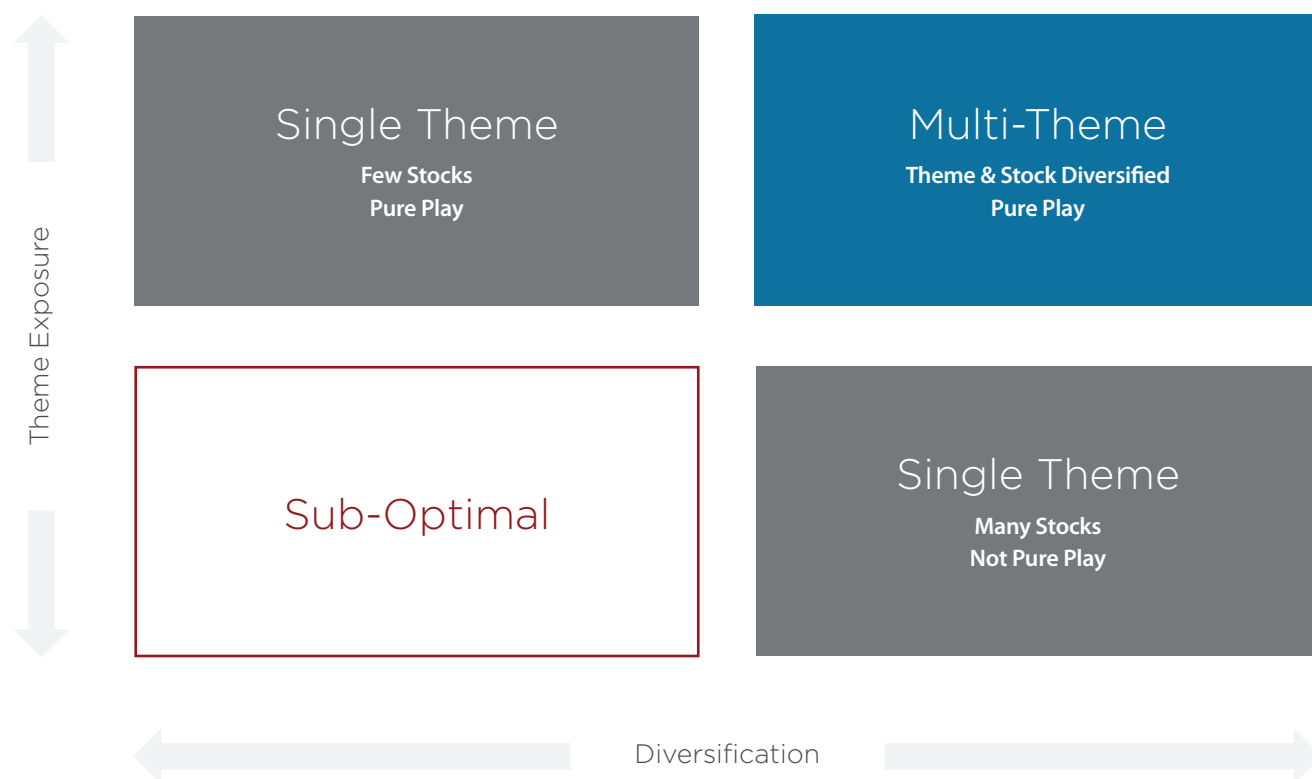 Single Theme
Few Stocks
Pure Play
Multi-Theme
Theme & Stock Diversified
Pure Play
Theme Exposure
Sub-Optimal
Single Theme
Many Stocks
Not Pure Play
Diversification